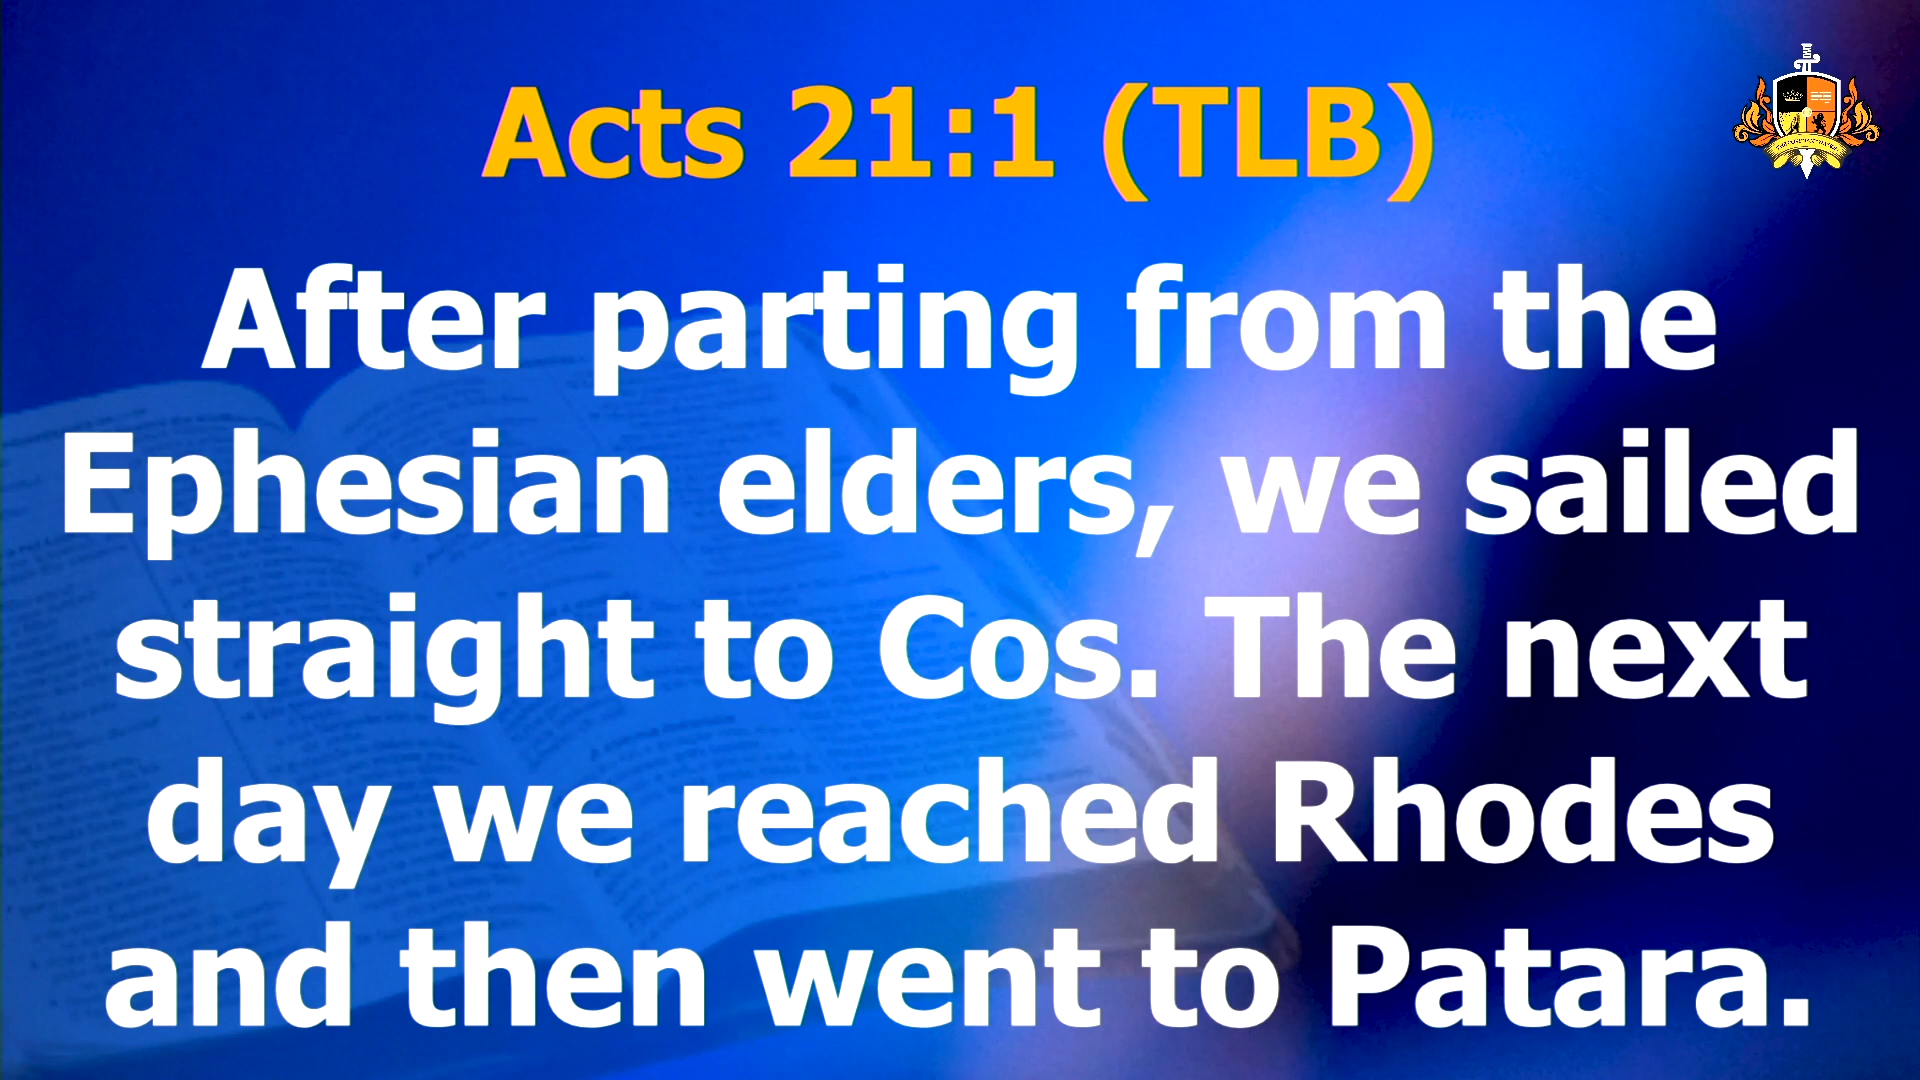 Acts 21:1 (TLB)
After parting from the
Ephesian elders, we sailed
straight to Cos. The next
day we reached Rhodes
and then went to Patara.